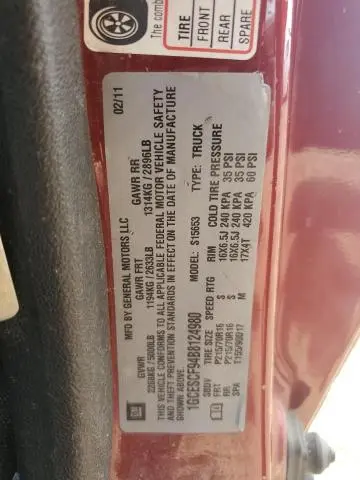 TIRE
FRONT
REAR
SPARE
MFD BY GENERAL MOTORS LLC
02/11
GVWR GAWR FRT GAWR RR
2268KG / 5000LB 1194KG / 2633LB 1314KG / 2896LB
THIS VEHICLE CONFORMS TO ALL APPLICABLE FEDERAL MOTOR VEHICLE SAFETY
AND THEFT PREVENTION STANDARDS IN EFFECT ON THE DATE OF MANUFACTURE
SHOWN ABOVE.
1GCESCF94B8124980 MODEL: S15653 TYPE: TRUCK
GM
TIRE SIZE SPEED RTG RIM COLD TIRE PRESSURE
FRT P215/70R16 S 16X6.5J 240 KPA 35 PSI
RR P215/70R16 S 16X6.5J 240 KPA 35 PSI
SPA M 17X4T 420 KPA 60 PSI